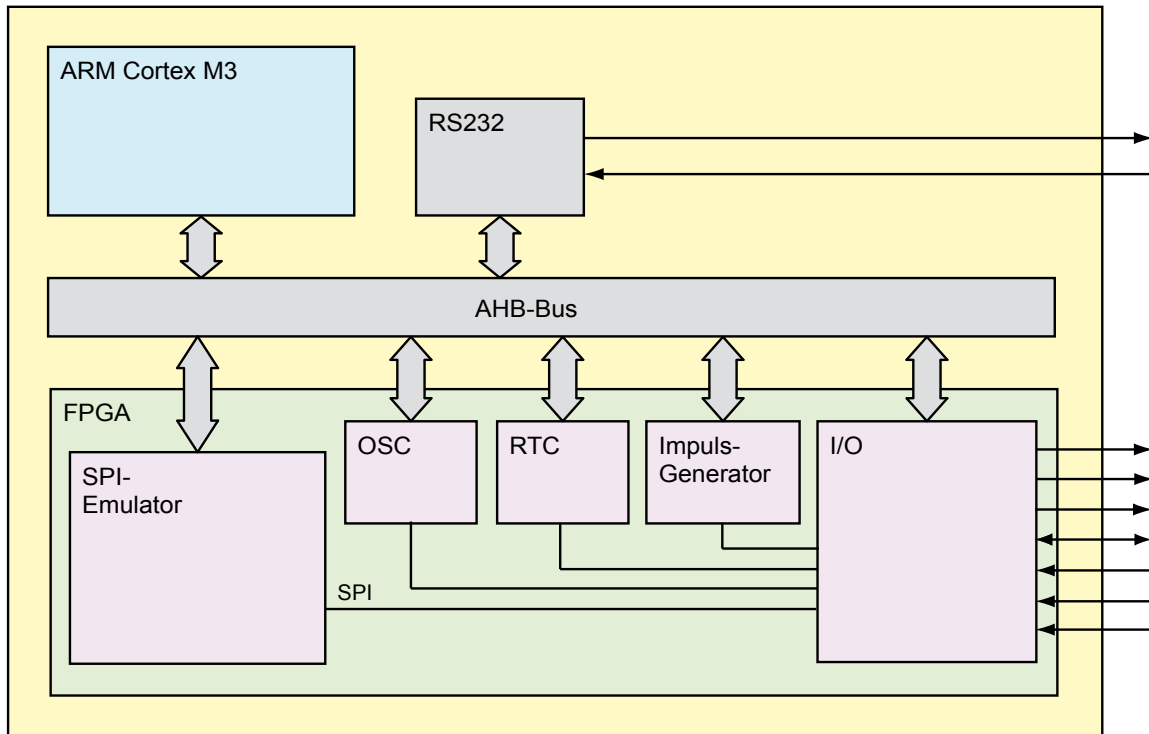 ARM Cortex M3
RS232
AHB-Bus
FPGA
SPI-
Emulator
OSC
RTC
Impuls-
Generator
I/O
SPI